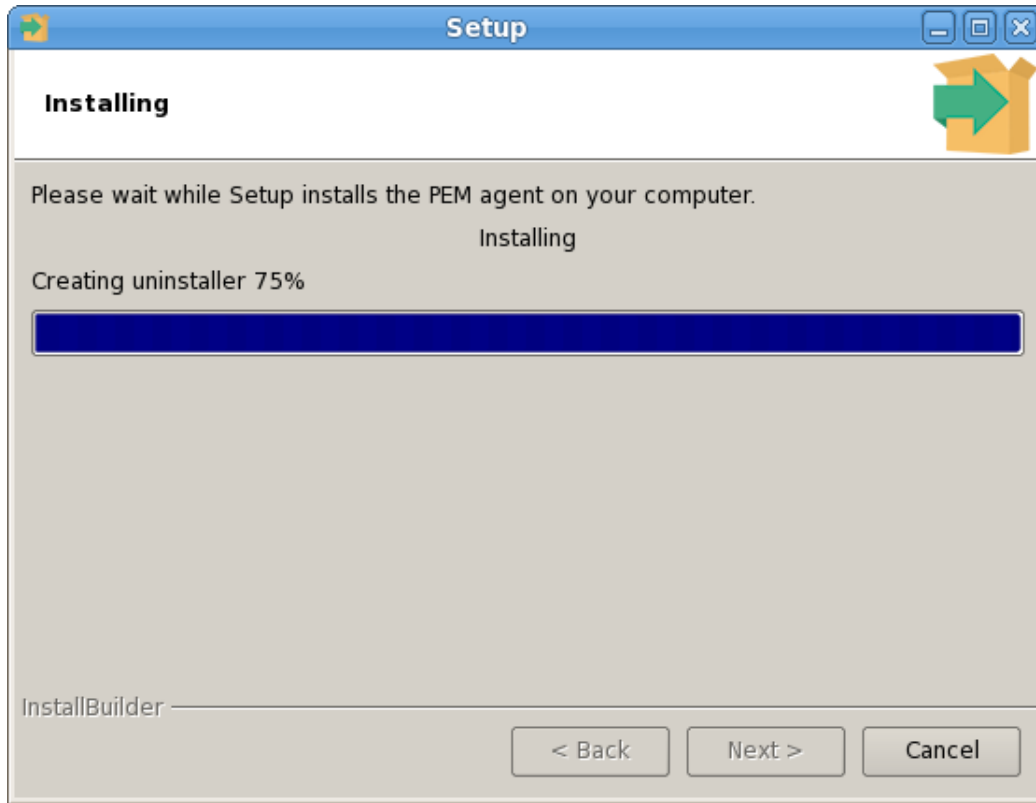 Setup
Installing
Please wait while Setup installs the PEM agent on your computer.
Installing
Creating uninstaller 75%
InstallBuilder
< Back
Next >
Cancel